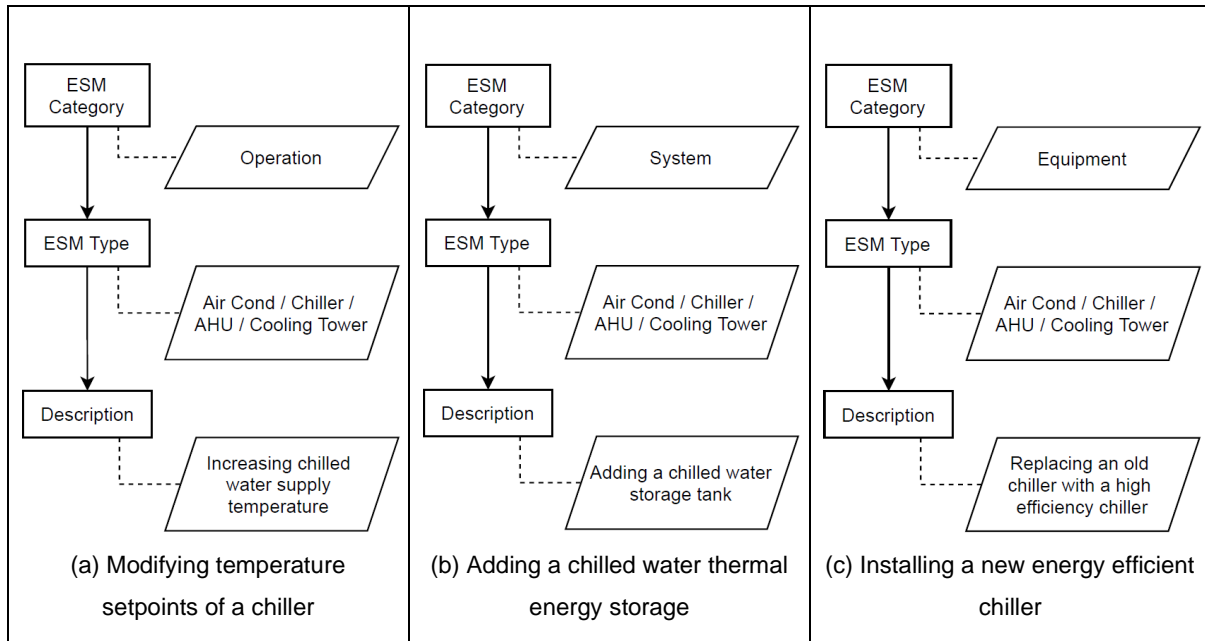 ESM
Category
Operation
ESM Type
Air Cond / Chiller /
AHU / Cooling Tower
Description
Increasing chilled
water supply
temperature
(a) Modifying temperature
setpoints of a chiller
ESM
Category
System
ESM Type
Air Cond / Chiller /
AHU / Cooling Tower
Description
Adding a chilled water
storage tank
(b) Adding a chilled water thermal
energy storage
ESM
Category
Equipment
ESM Type
Air Cond / Chiller /
AHU / Cooling Tower
Description
Replacing an old
chiller with a high
efficiency chiller
(c) Installing a new energy efficient
chiller